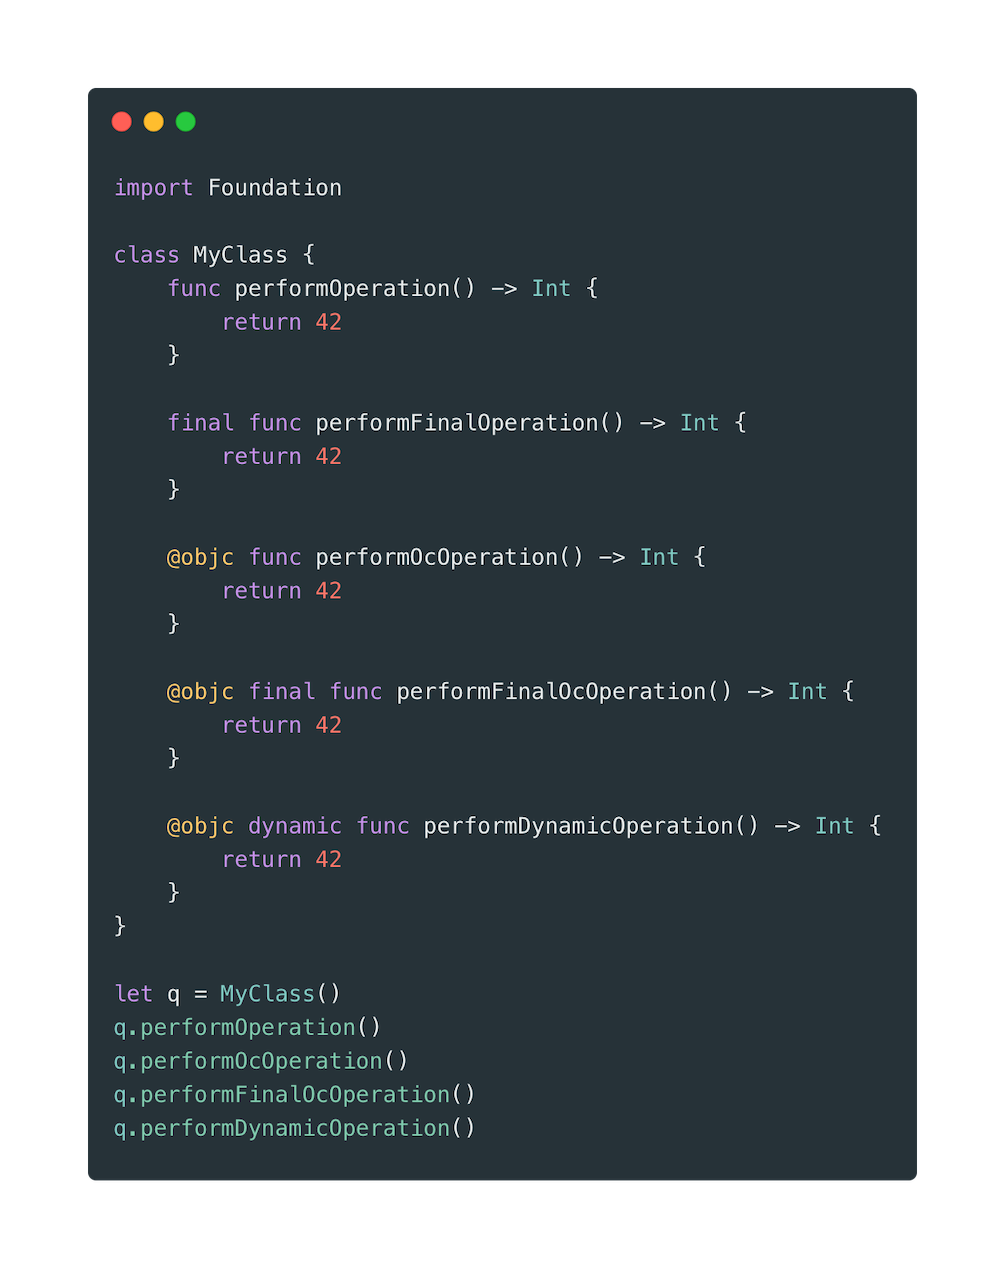 import Foundation
class MyClass {
    func performOperation() -> Int {
        return 42
    }
    final func performFinalOperation() -> Int {
        return 42
    }
    @objc func performOcOperation() -> Int {
        return 42
    }
    @objc final func performFinalOcOperation() -> Int {
        return 42
    }
    @objc dynamic func performDynamicOperation() -> Int {
        return 42
    }
}
let q = MyClass()
q.performOperation()
q.performOcOperation()
q.performFinalOcOperation()
q.performDynamicOperation()